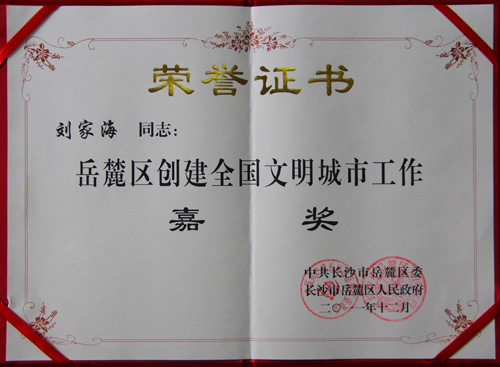 荣誉证书
刘家海 同志：
岳麓区创建全国文明城市工作
嘉 奖
中共长沙市岳麓区委
长沙市岳麓区人民政府
二〇一一年十二月